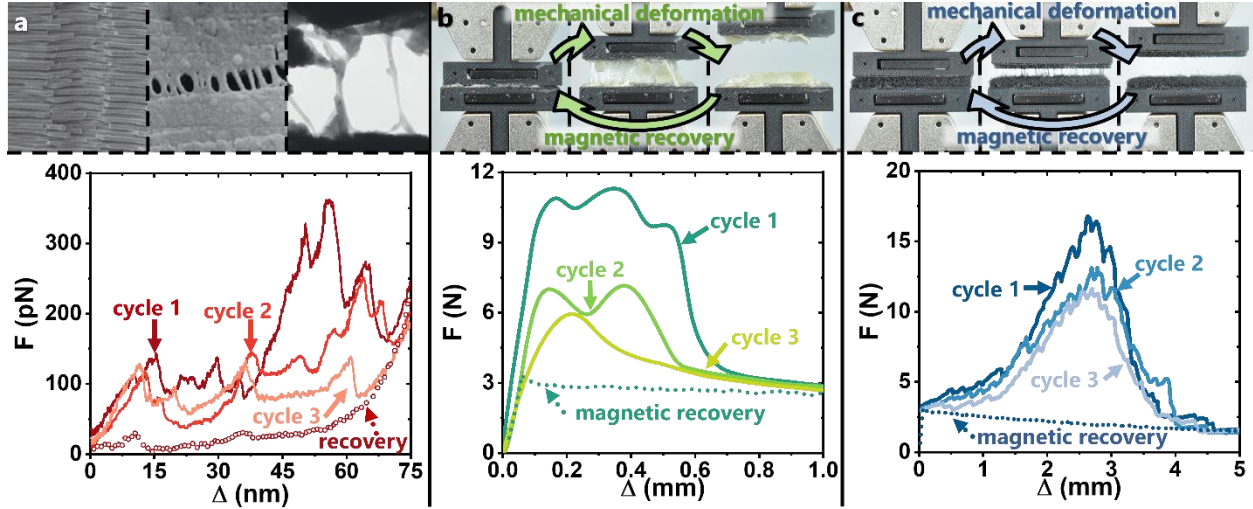 a
b
mechanical deformation
magnetic recovery
c
mechanical deformation
magnetic recovery
400
300
200
100
0
F (pN)
cycle 1
cycle 2
cycle 3
recovery
0 15 30 45 60 75
Δ (nm)
12
9
6
3
0
F (N)
cycle 1
cycle 2
cycle 3
magnetic recovery
0.0 0.2 0.4 0.6 0.8 1.0
Δ (mm)
20
15
10
5
0
F (N)
cycle 1
cycle 2
cycle 3
magnetic recovery
0 1 2 3 4 5
Δ (mm)